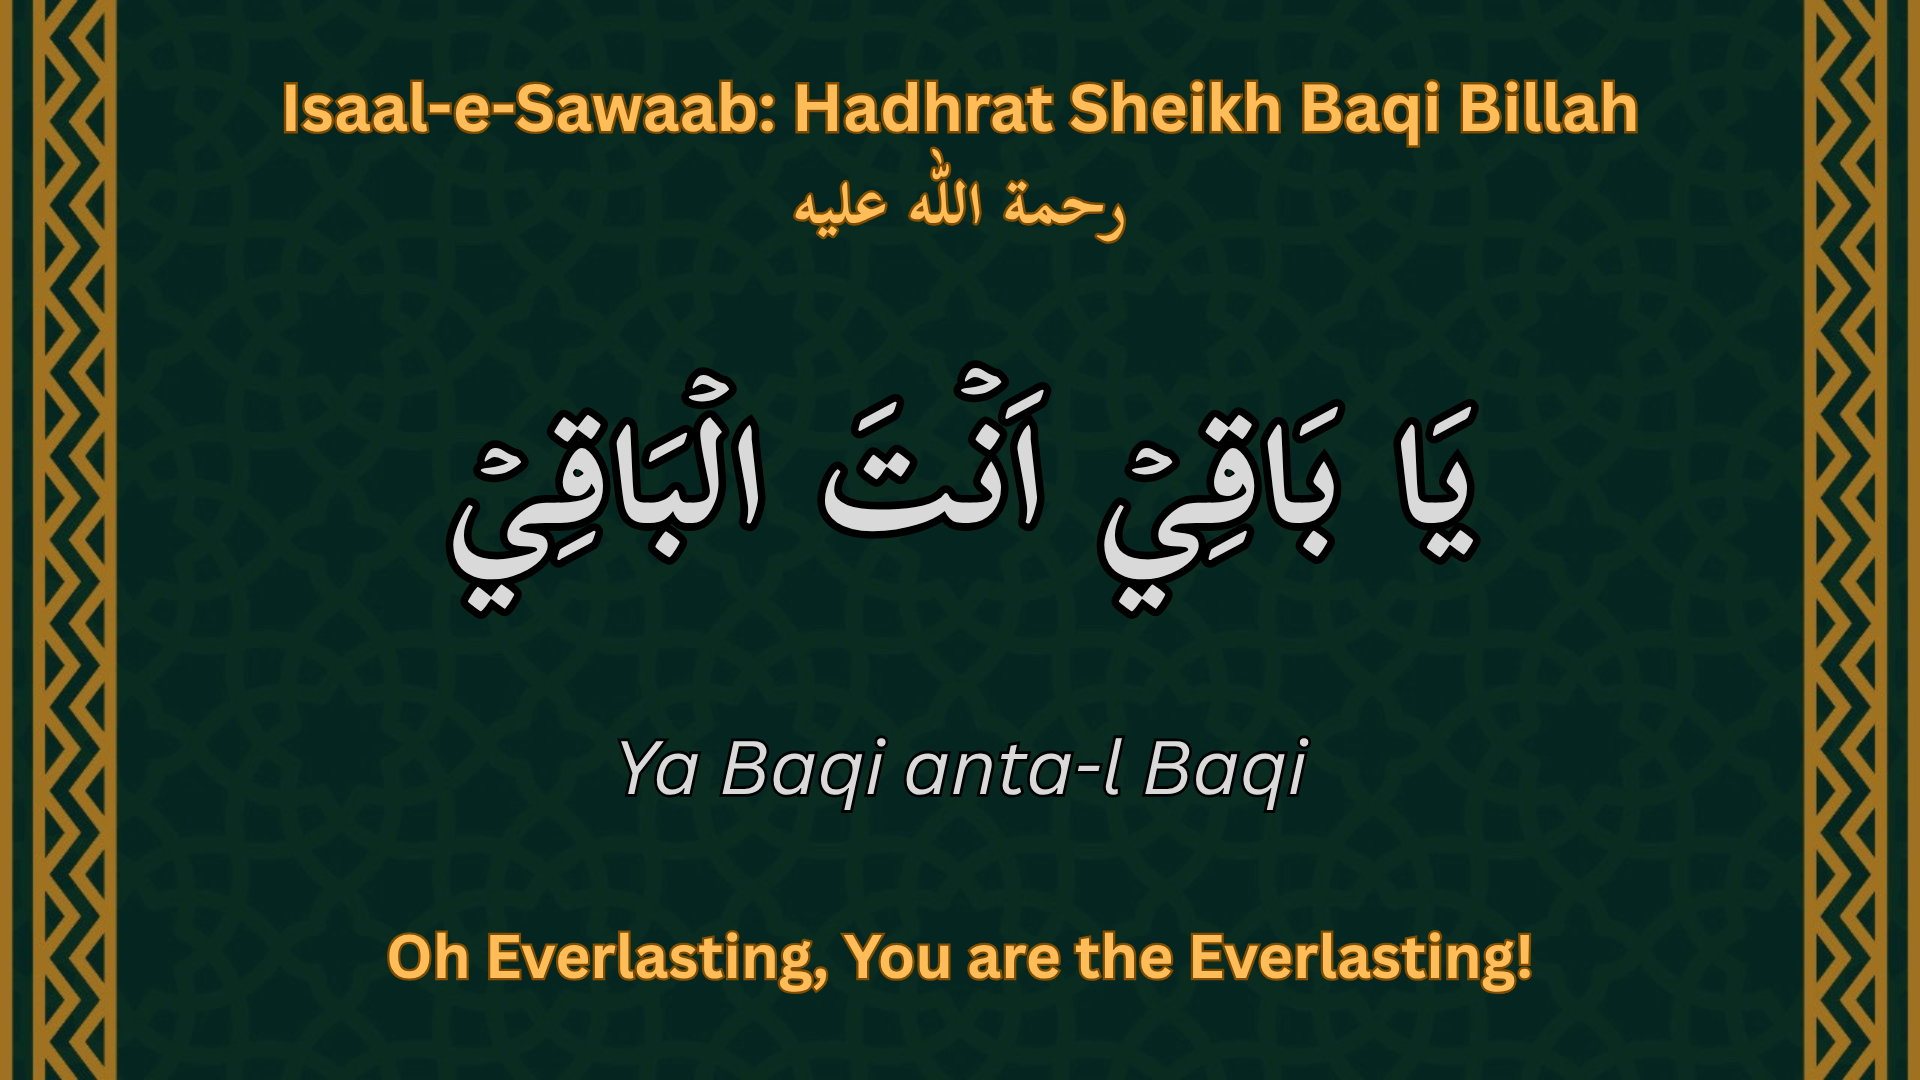 Isaal-e-Sawaab: Hadhrat Sheikh Baqi Billah
رحمة الله عليه
يَا بَاقِيْ اَنْتَ الْبَاقِيْ
Ya Baqi anta-l Baqi
Oh Everlasting, You are the Everlasting!